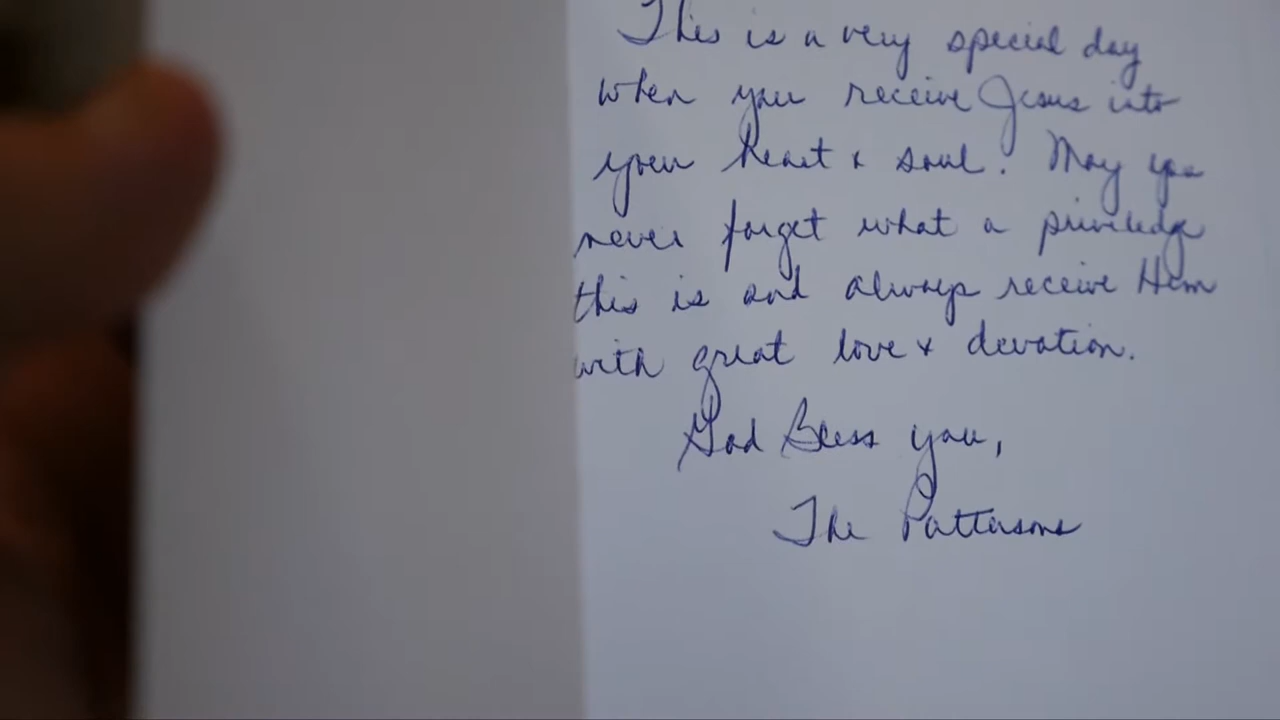 This is a very special day
when you receive Jesus into
your heart & soul. May you
never forget what a priviledge
this is and always receive Him
with great love & devotion.
God Bless you,
The Pattersons